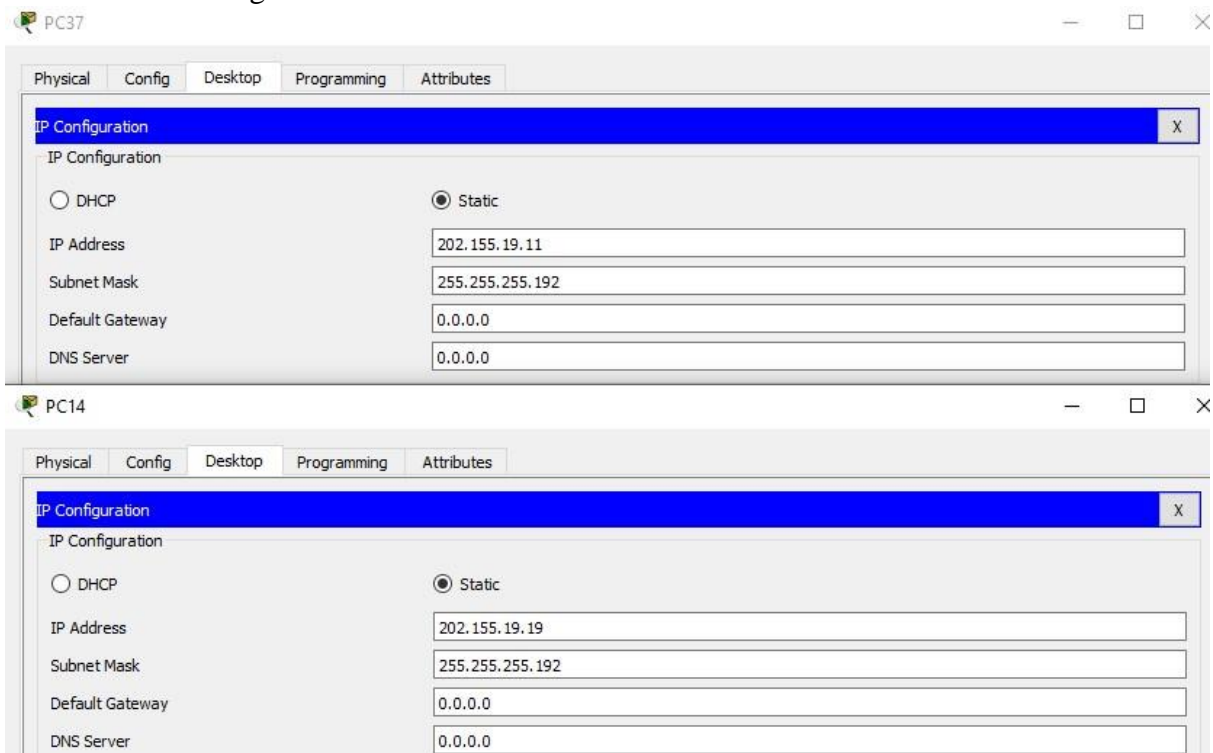 PC37
Physical Config Desktop Programming Attributes
IP Configuration X
IP Configuration
DHCP Static
IP Address 202.155.19.11
Subnet Mask 255.255.255.192
Default Gateway 0.0.0.0
DNS Server 0.0.0.0
PC14
Physical Config Desktop Programming Attributes
IP Configuration X
IP Configuration
DHCP Static
IP Address 202.155.19.19
Subnet Mask 255.255.255.192
Default Gateway 0.0.0.0
DNS Server 0.0.0.0